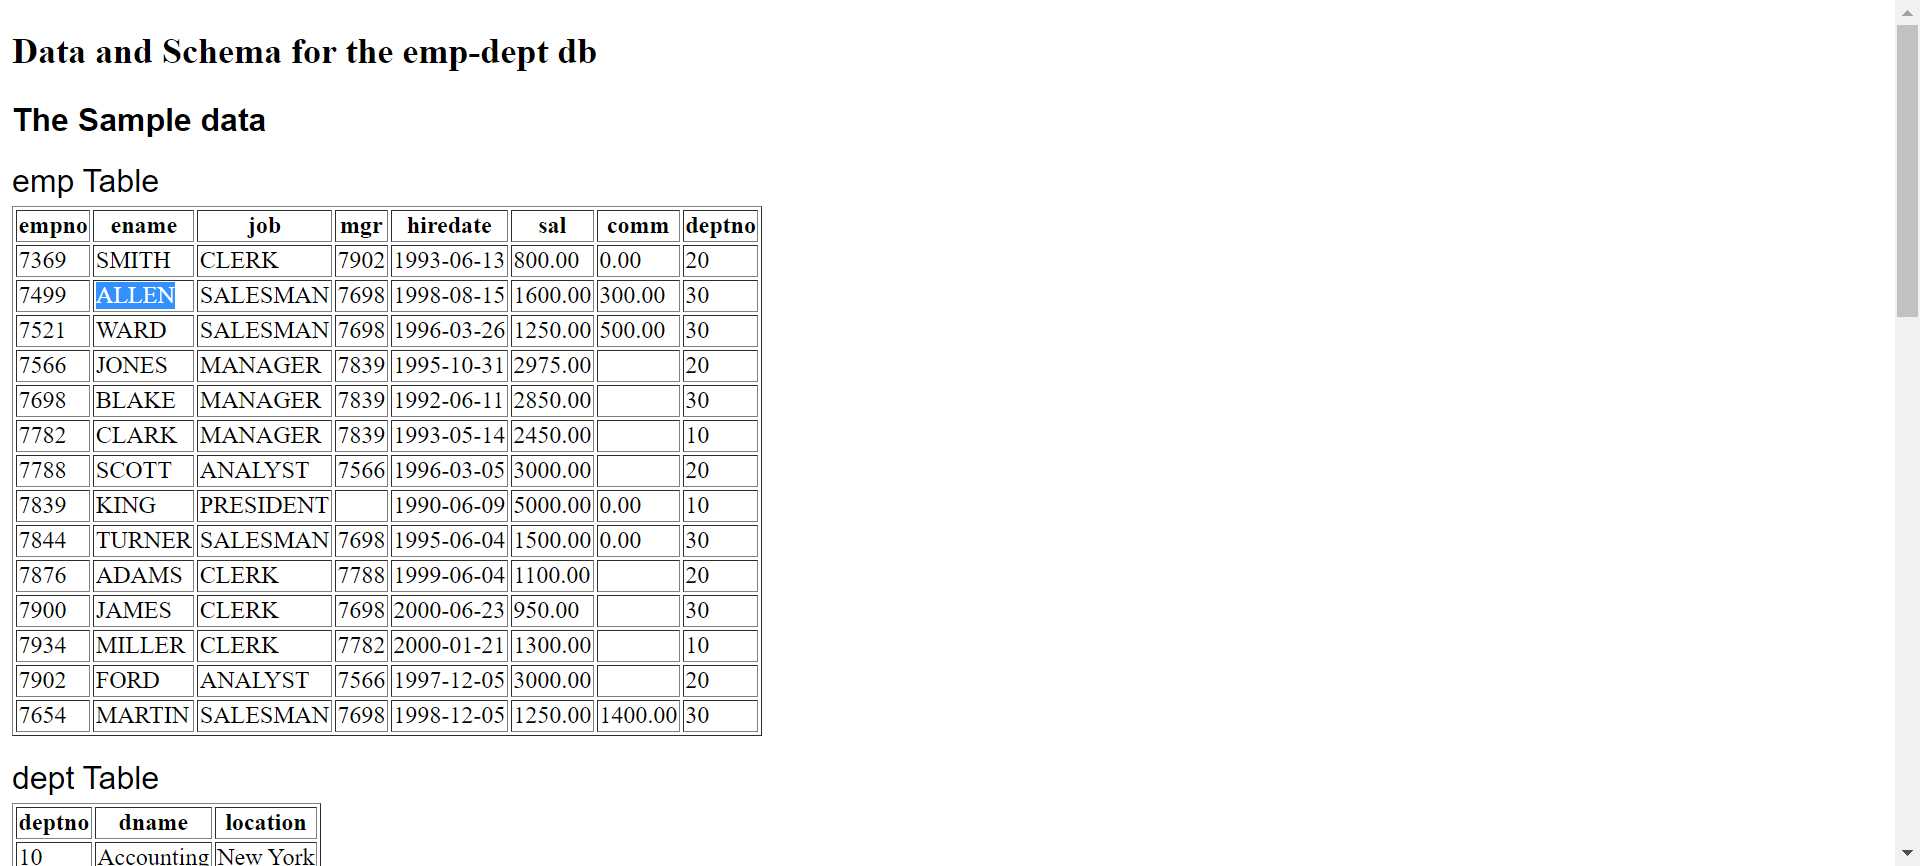 Data and Schema for the emp-dept db
The Sample data
emp Table
empno ename job mgr hiredate sal comm deptno
7369 SMITH CLERK 7902 1993-06-13 800.00 0.00 20
7499 ALLEN SALESMAN 7698 1998-08-15 1600.00 300.00 30
7521 WARD SALESMAN 7698 1996-03-26 1250.00 500.00 30
7566 JONES MANAGER 7839 1995-10-31 2975.00 20
7698 BLAKE MANAGER 7839 1992-06-11 2850.00 30
7782 CLARK MANAGER 7839 1993-05-14 2450.00 10
7788 SCOTT ANALYST 7566 1996-03-05 3000.00 20
7839 KING PRESIDENT 1990-06-09 5000.00 0.00 10
7844 TURNER SALESMAN 7698 1995-06-04 1500.00 0.00 30
7876 ADAMS CLERK 7788 1999-06-04 1100.00 20
7900 JAMES CLERK 7698 2000-06-23 950.00 30
7934 MILLER CLERK 7782 2000-01-21 1300.00 10
7902 FORD ANALYST 7566 1997-12-05 3000.00 20
7654 MARTIN SALESMAN 7698 1998-12-05 1250.00 1400.00 30
dept Table
deptno dname location
10 Accounting New York